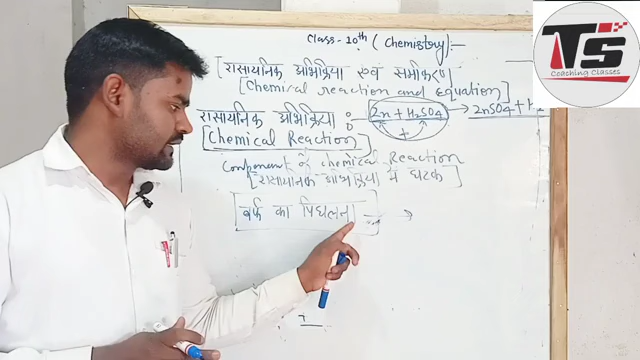 Class - 10th (Chemistry) :-
रासायनिक अभिक्रिया एवं समीकरण
[Chemical reaction and Equation]
रासायनिक अभिक्रिया :- Zn + H₂SO₄ → ZnSO₄ + H₂
[Chemical Reaction] +
Component of chemical Reaction
[रासायनिक अभिक्रिया में घटक]
बर्फ का पिघलना →
TS
COACHING CLASSES